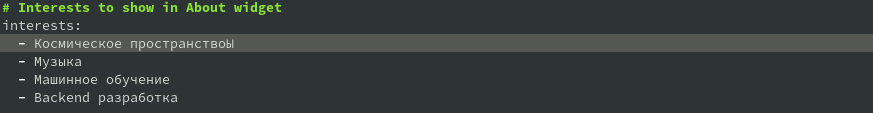 # Interests to show in About widget
interests:
- Космическое пространствоЫ
- Музыка
- Машинное обучение
- Backend разработка